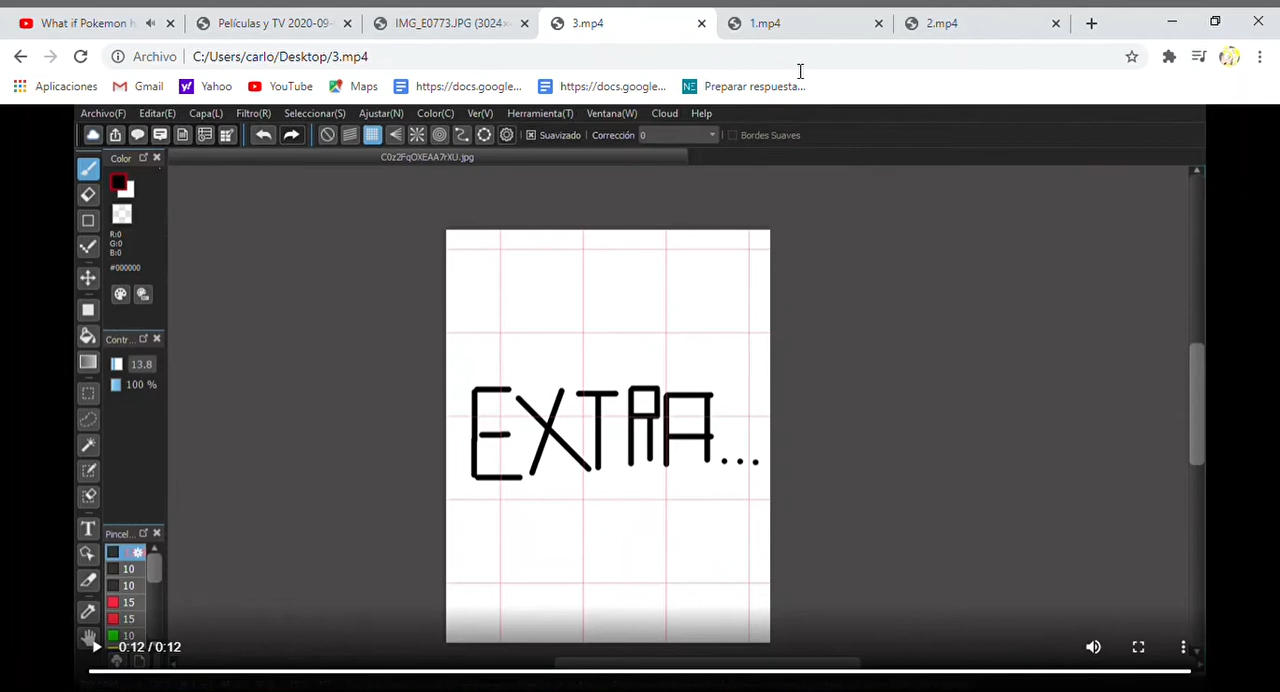 What if Pokemon h
Películas y TV 2020-09-
IMG_E0773.JPG (3024×
3.mp4
1.mp4
2.mp4
Archivo C:/Users/carlo/Desktop/3.mp4
Aplicaciones
Gmail
Yahoo
YouTube
Maps
https://docs.google...
https://docs.google...
NE Preparar respuesta...
Archivo(F) Editar(E) Capa(L) Filtro(R) Seleccionar(S) Ajustar(N) Color(C) Ver(V) Herramienta(T) Ventana(W) Cloud Help
Suavizado Corrección 0 Bordes Suaves
Color
C0z2FqOXEAA7rXU.jpg
R:0
G:0
B:0
#000000
Contr...
13.8
100 %
EXTRA...
T
Pincel...
10
10
15
15
10
0:12 / 0:12